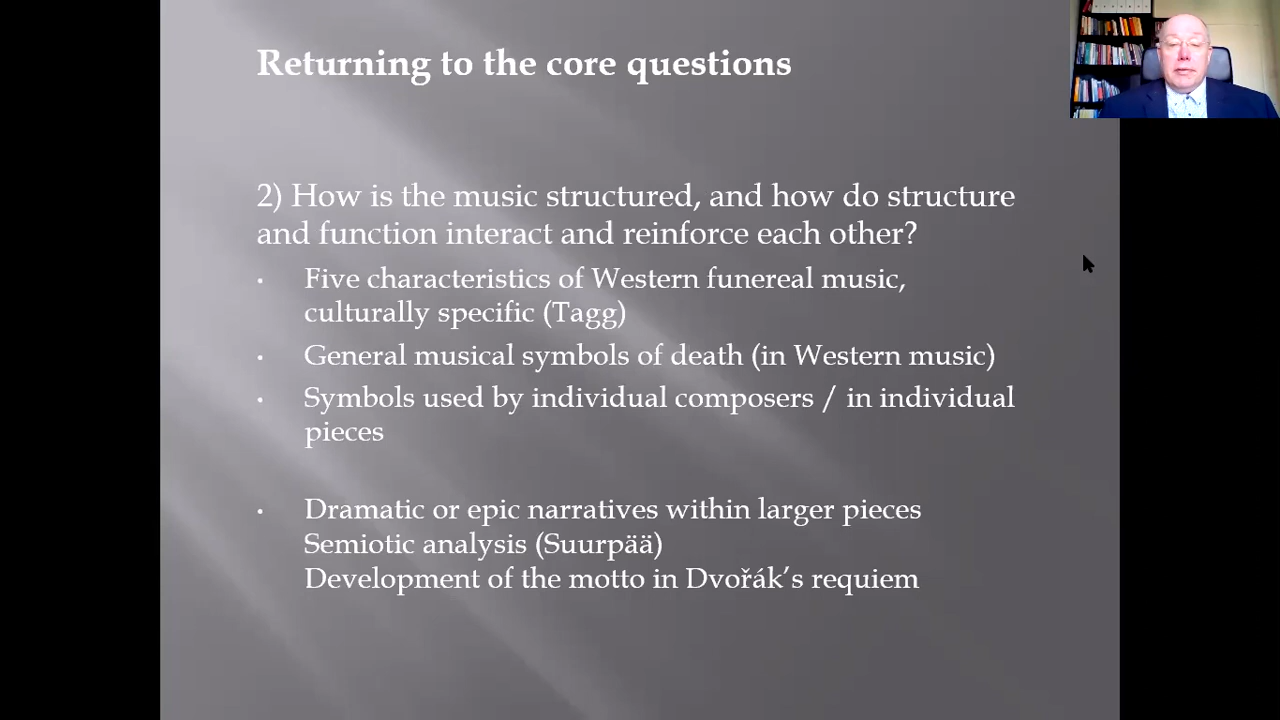 Returning to the core questions
2) How is the music structured, and how do structure
and function interact and reinforce each other?
• Five characteristics of Western funereal music,
culturally specific (Tagg)
• General musical symbols of death (in Western music)
• Symbols used by individual composers / in individual
pieces
• Dramatic or epic narratives within larger pieces
Semiotic analysis (Suurpää)
Development of the motto in Dvořák’s requiem